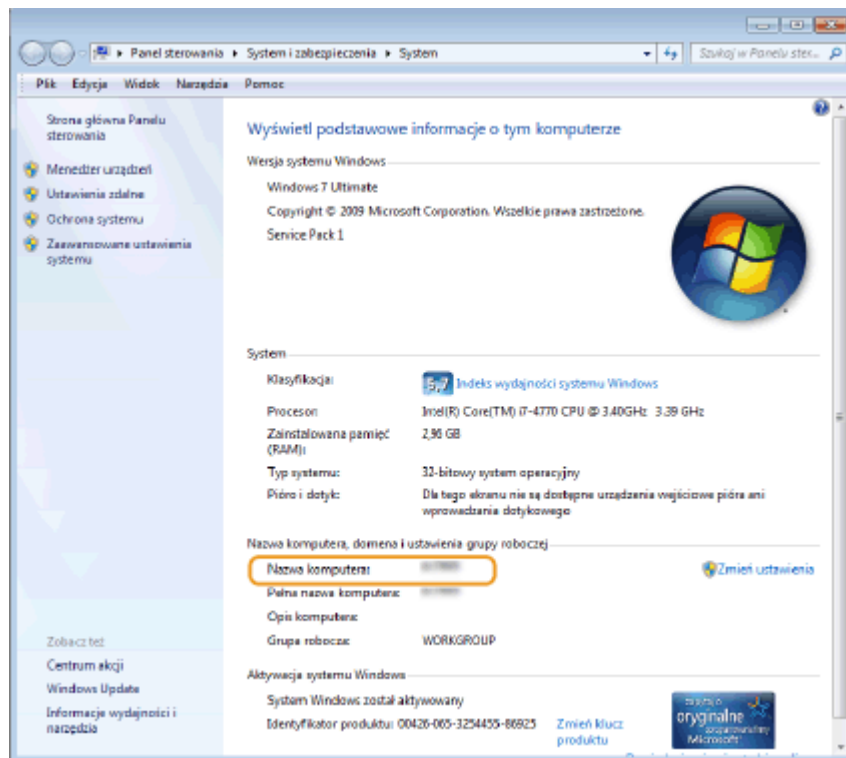 Panel sterowania ▸ System i zabezpieczenia ▸ System
Szukaj w Panelu ster...
Plik Edycja Widok Narzędzia Pomoc
Strona główna Panelu
sterowania
Menedżer urządzeń
Ustawienia zdalne
Ochrona systemu
Zaawansowane ustawienia
systemu
Wyświetl podstawowe informacje o tym komputerze
Wersja systemu Windows
Windows 7 Ultimate
Copyright © 2009 Microsoft Corporation. Wszelkie prawa zastrzeżone.
Service Pack 1
System
Klasyfikacja:
5,7 Indeks wydajności systemu Windows
Procesor: Intel(R) Core(TM) i7-4770 CPU @ 3.40GHz 3.39 GHz
Zainstalowana pamięć
(RAM): 2,96 GB
Typ systemu: 32-bitowy system operacyjny
Pióro i dotyk: Dla tego ekranu nie są dostępne urządzenia wejściowe pióra ani
wprowadzania dotykowego
Nazwa komputera, domena i ustawienia grupy roboczej
Nazwa komputera:
Zmień ustawienia
Pełna nazwa komputera:
Opis komputera:
Grupa robocza: WORKGROUP
Aktywacja systemu Windows
System Windows został aktywowany
Identyfikator produktu: 00426-065-3254455-86925
Zmień klucz
produktu
oryginalne
Microsoft
Zobacz też
Centrum akcji
Windows Update
Informacje wydajności i
narzędzia